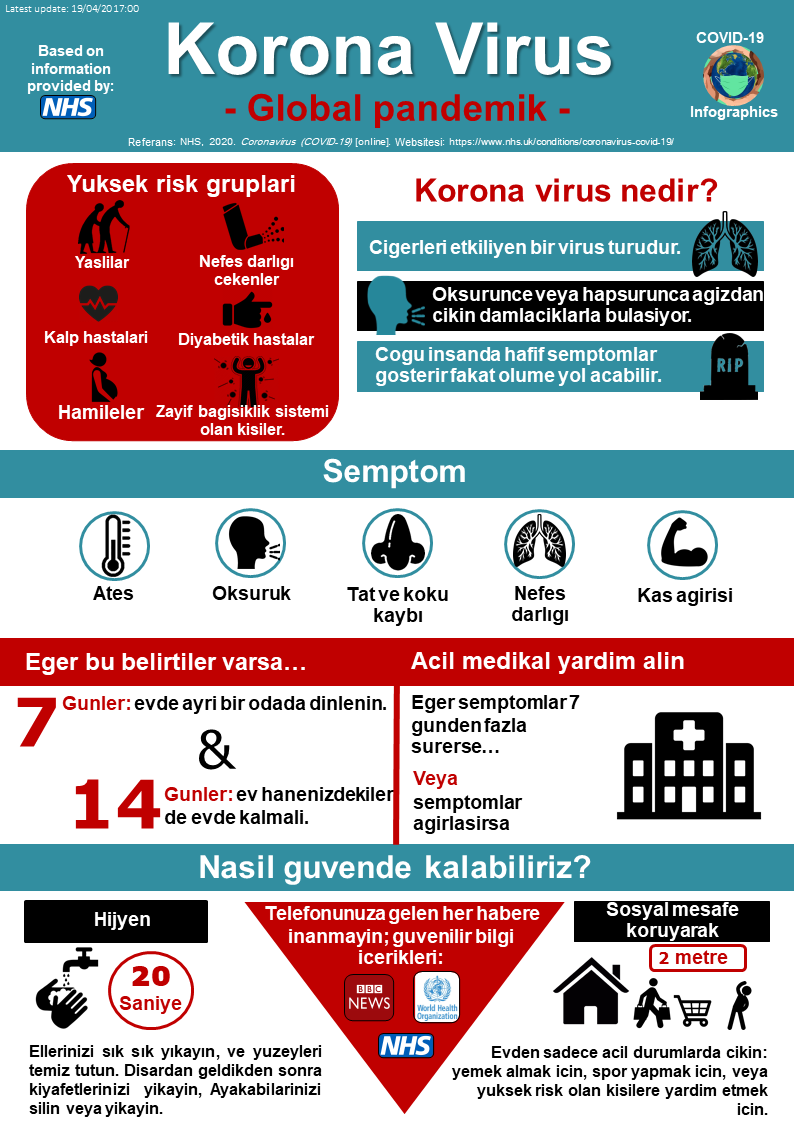 Latest update: 19/04/2017:00
Based on
information
provided by:
NHS
Korona Virus
- Global pandemik -
COVID-19
Infographics
Referans: NHS, 2020. Coronavirus (COVID-19) [online]. Websitesi: https://www.nhs.uk/conditions/coronavirus-covid-19/
Yuksek risk gruplari
Yaslilar
Nefes darlıgı
cekenler
Kalp hastalari
Diyabetik hastalar
Hamileler
Zayif bagisiklik sistemi
olan kisiler.
Korona virus nedir?
Cigerleri etkiliyen bir virus turudur.
Oksurunce veya hapsurunca agizdan
cikin damlaciklarla bulasiyor.
Cogu insanda hafif semptomlar
gosterir fakat olume yol acabilir.
RIP
Semptom
Ates
Oksuruk
Tat ve koku
kaybı
Nefes
darlıgı
Kas agirisi
Eger bu belirtiler varsa…
7 Gunler: evde ayri bir odada dinlenin.
&
14 Gunler: ev hanenizdekiler
de evde kalmali.
Acil medikal yardim alin
Eger semptomlar 7
gunden fazla
surerse…
Veya
semptomlar
agirlasirsa
Nasil guvende kalabiliriz?
Hijyen
20
Saniye
Ellerinizi sık sik yıkayın, ve yuzeyleri
temiz tutun. Disardan geldikden sonra
kiyafetlerinizi yikayin, Ayakabilarinizi
silin veya yikayin.
Telefonunuza gelen her habere
inanmayin; guvenilir bilgi
icerikleri:
BBC
NEWS
World Health
Organization
NHS
Sosyal mesafe
koruyarak
2 metre
Evden sadece acil durumlarda cikin:
yemek almak icin, spor yapmak icin, veya
yuksek risk olan kisilere yardim etmek
icin.